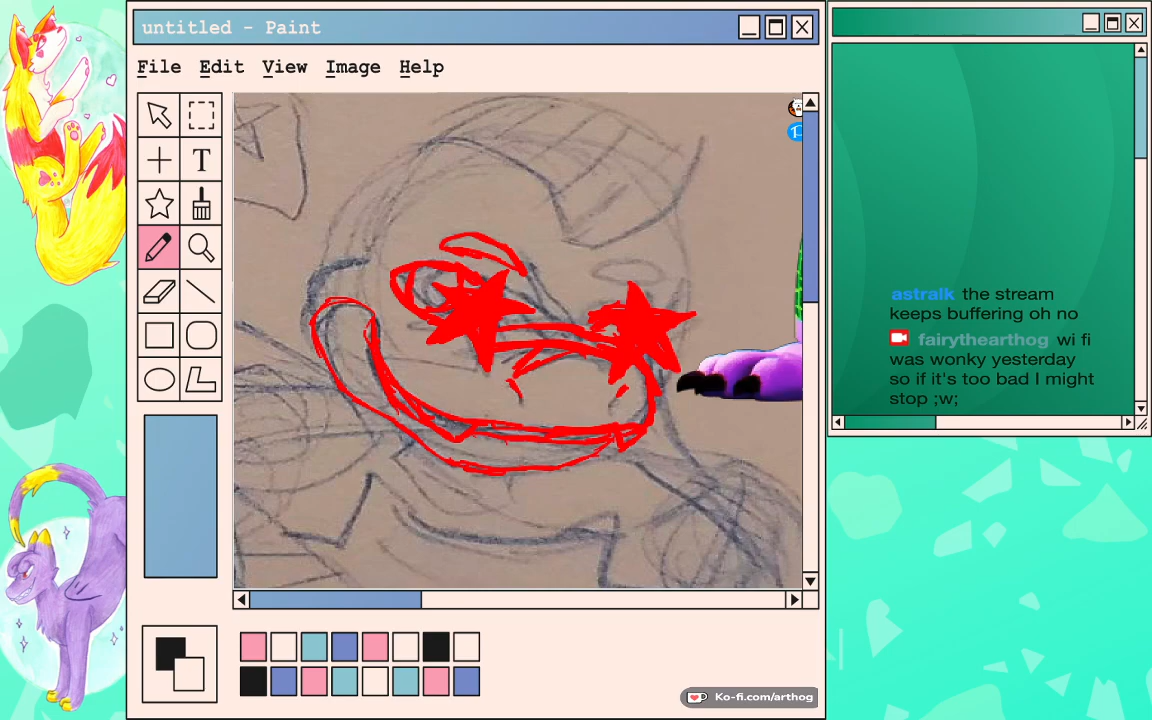 untitled - Paint
File Edit View Image Help
T
astralk the stream
keeps buffering oh no
fairythearthog wi fi
was wonky yesterday
so if it's too bad I might
stop ;w;
Ko-fi.com/arthog